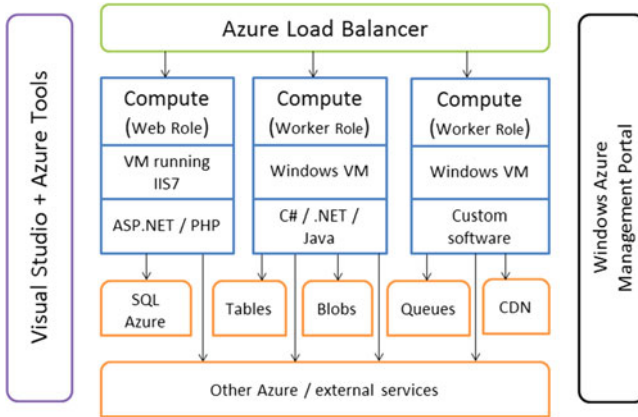 Visual Studio + Azure Tools
Azure Load Balancer
Compute
(Web Role)
VM running
IIS7
ASP.NET / PHP
Compute
(Worker Role)
Windows VM
C# / .NET /
Java
Compute
(Worker Role)
Windows VM
Custom
software
SQL
Azure
Tables
Blobs
Queues
CDN
Other Azure / external services
Windows Azure
Management Portal